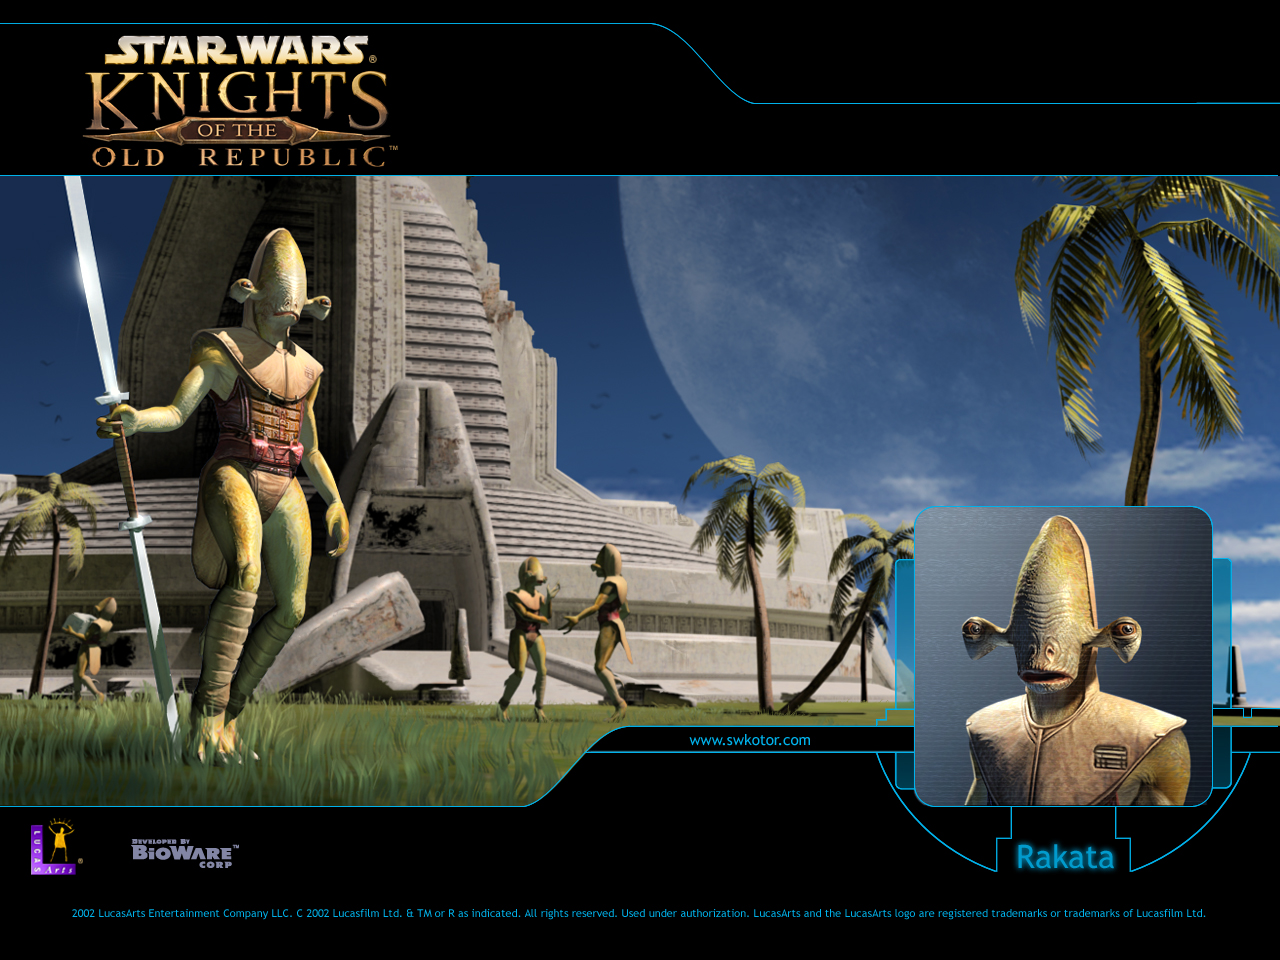 STAR WARS®
KNIGHTS
OF THE
OLD REPUBLIC™
www.swkotor.com
Rakata
LUCAS
Arts
®
DEVELOPED BY
BIOWARE™
CORP
2002 LucasArts Entertainment Company LLC. C 2002 Lucasfilm Ltd. & TM or R as indicated. All rights reserved. Used under authorization. LucasArts and the LucasArts logo are registered trademarks or trademarks of Lucasfilm Ltd.